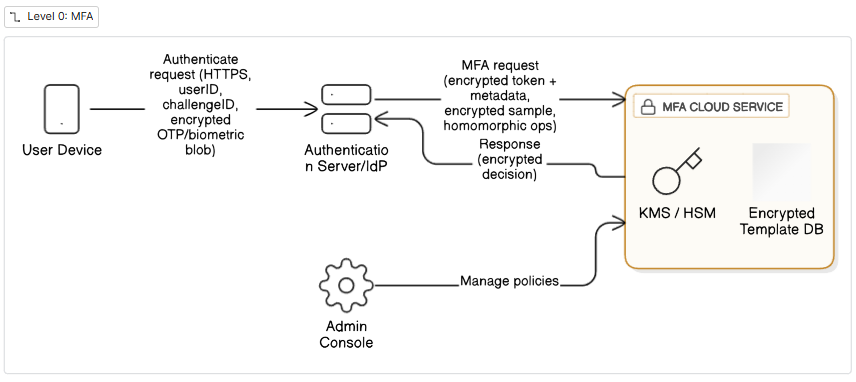 Level 0: MFA
Authenticate
request (HTTPS,
userID,
challengeID,
encrypted
OTP/biometric
blob)
User Device
Authenticatio
n Server/IdP
MFA request
(encrypted token +
metadata,
encrypted sample,
homomorphic ops)
Response
(encrypted
decision)
MFA CLOUD SERVICE
KMS / HSM
Encrypted
Template DB
Manage policies
Admin
Console